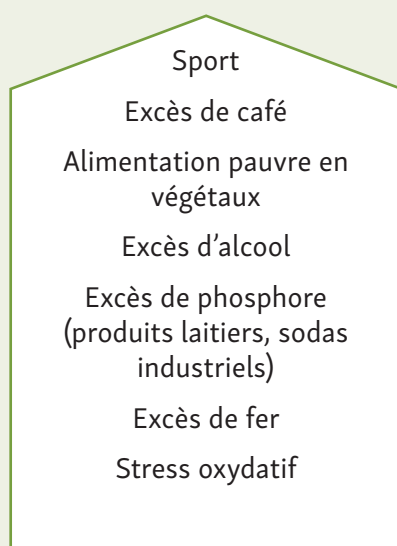 Sport
Excès de café
Alimentation pauvre en
végétaux
Excès d’alcool
Excès de phosphore
(produits laitiers, sodas
industriels)
Excès de fer
Stress oxydatif